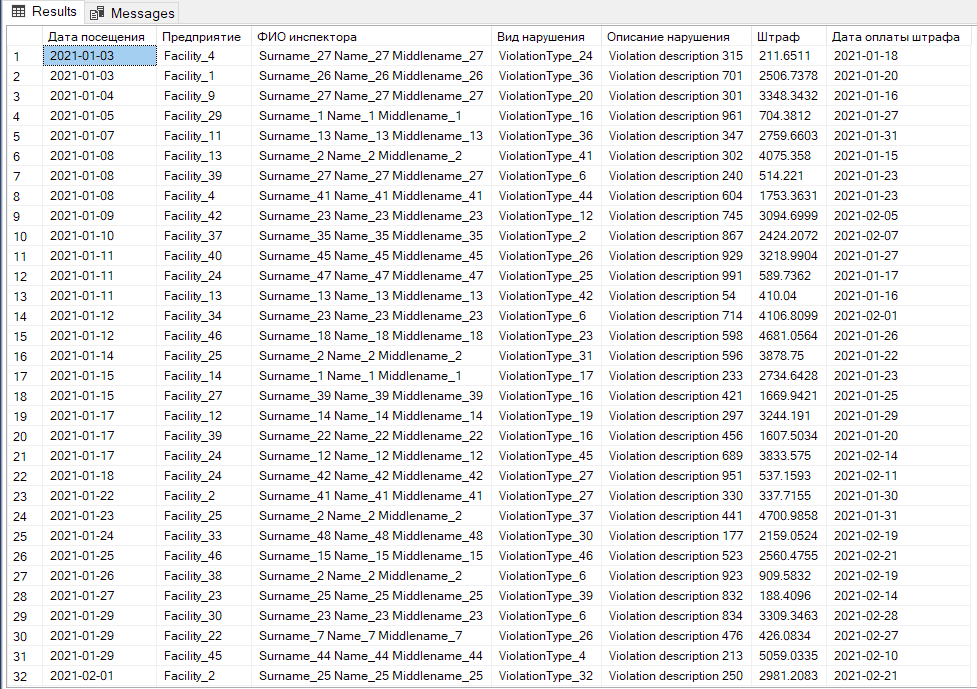 Results Messages
Дата посещения Предприятие ФИО инспектора Вид нарушения Описание нарушения Штраф Дата оплаты штрафа
1 2021-01-03 Facility_4 Surname_27 Name_27 Middlename_27 ViolationType_24 Violation description 315 211.6511 2021-01-18
2 2021-01-03 Facility_1 Surname_26 Name_26 Middlename_26 ViolationType_36 Violation description 701 2506.7378 2021-01-20
3 2021-01-04 Facility_9 Surname_27 Name_27 Middlename_27 ViolationType_20 Violation description 301 3348.3432 2021-01-16
4 2021-01-05 Facility_29 Surname_1 Name_1 Middlename_1 ViolationType_16 Violation description 961 704.3812 2021-01-27
5 2021-01-07 Facility_11 Surname_13 Name_13 Middlename_13 ViolationType_36 Violation description 347 2759.6603 2021-01-31
6 2021-01-08 Facility_13 Surname_2 Name_2 Middlename_2 ViolationType_41 Violation description 302 4075.358 2021-01-15
7 2021-01-08 Facility_39 Surname_27 Name_27 Middlename_27 ViolationType_6 Violation description 240 514.221 2021-01-23
8 2021-01-08 Facility_4 Surname_41 Name_41 Middlename_41 ViolationType_44 Violation description 604 1753.3631 2021-01-23
9 2021-01-09 Facility_42 Surname_23 Name_23 Middlename_23 ViolationType_12 Violation description 745 3094.6999 2021-02-05
10 2021-01-10 Facility_37 Surname_35 Name_35 Middlename_35 ViolationType_2 Violation description 867 2424.2072 2021-02-07
11 2021-01-11 Facility_40 Surname_45 Name_45 Middlename_45 ViolationType_26 Violation description 929 3218.9904 2021-01-27
12 2021-01-11 Facility_24 Surname_47 Name_47 Middlename_47 ViolationType_25 Violation description 991 589.7362 2021-01-17
13 2021-01-11 Facility_13 Surname_13 Name_13 Middlename_13 ViolationType_42 Violation description 54 410.04 2021-01-16
14 2021-01-12 Facility_34 Surname_23 Name_23 Middlename_23 ViolationType_6 Violation description 714 4106.8099 2021-02-01
15 2021-01-12 Facility_46 Surname_18 Name_18 Middlename_18 ViolationType_23 Violation description 598 4681.0564 2021-01-26
16 2021-01-14 Facility_25 Surname_2 Name_2 Middlename_2 ViolationType_31 Violation description 596 3878.75 2021-01-22
17 2021-01-15 Facility_14 Surname_1 Name_1 Middlename_1 ViolationType_17 Violation description 233 2734.6428 2021-01-23
18 2021-01-15 Facility_27 Surname_39 Name_39 Middlename_39 ViolationType_16 Violation description 421 1669.9421 2021-01-25
19 2021-01-17 Facility_12 Surname_14 Name_14 Middlename_14 ViolationType_19 Violation description 297 3244.191 2021-01-29
20 2021-01-17 Facility_39 Surname_22 Name_22 Middlename_22 ViolationType_16 Violation description 456 1607.5034 2021-01-20
21 2021-01-17 Facility_24 Surname_12 Name_12 Middlename_12 ViolationType_45 Violation description 689 3833.575 2021-02-14
22 2021-01-18 Facility_24 Surname_42 Name_42 Middlename_42 ViolationType_27 Violation description 951 537.1593 2021-02-11
23 2021-01-22 Facility_2 Surname_41 Name_41 Middlename_41 ViolationType_27 Violation description 330 337.7155 2021-01-30
24 2021-01-23 Facility_25 Surname_2 Name_2 Middlename_2 ViolationType_37 Violation description 441 4700.9858 2021-01-31
25 2021-01-24 Facility_33 Surname_48 Name_48 Middlename_48 ViolationType_30 Violation description 177 2159.0524 2021-02-19
26 2021-01-25 Facility_46 Surname_15 Name_15 Middlename_15 ViolationType_46 Violation description 523 2560.4755 2021-02-21
27 2021-01-26 Facility_38 Surname_2 Name_2 Middlename_2 ViolationType_6 Violation description 923 909.5832 2021-02-19
28 2021-01-27 Facility_23 Surname_25 Name_25 Middlename_25 ViolationType_39 Violation description 832 188.4096 2021-02-14
29 2021-01-29 Facility_30 Surname_23 Name_23 Middlename_23 ViolationType_6 Violation description 834 3309.3463 2021-02-28
30 2021-01-29 Facility_22 Surname_7 Name_7 Middlename_7 ViolationType_26 Violation description 476 426.0834 2021-02-27
31 2021-01-29 Facility_45 Surname_44 Name_44 Middlename_44 ViolationType_4 Violation description 213 5059.0335 2021-02-10
32 2021-02-01 Facility_2 Surname_25 Name_25 Middlename_25 ViolationType_32 Violation description 250 2981.2083 2021-02-21